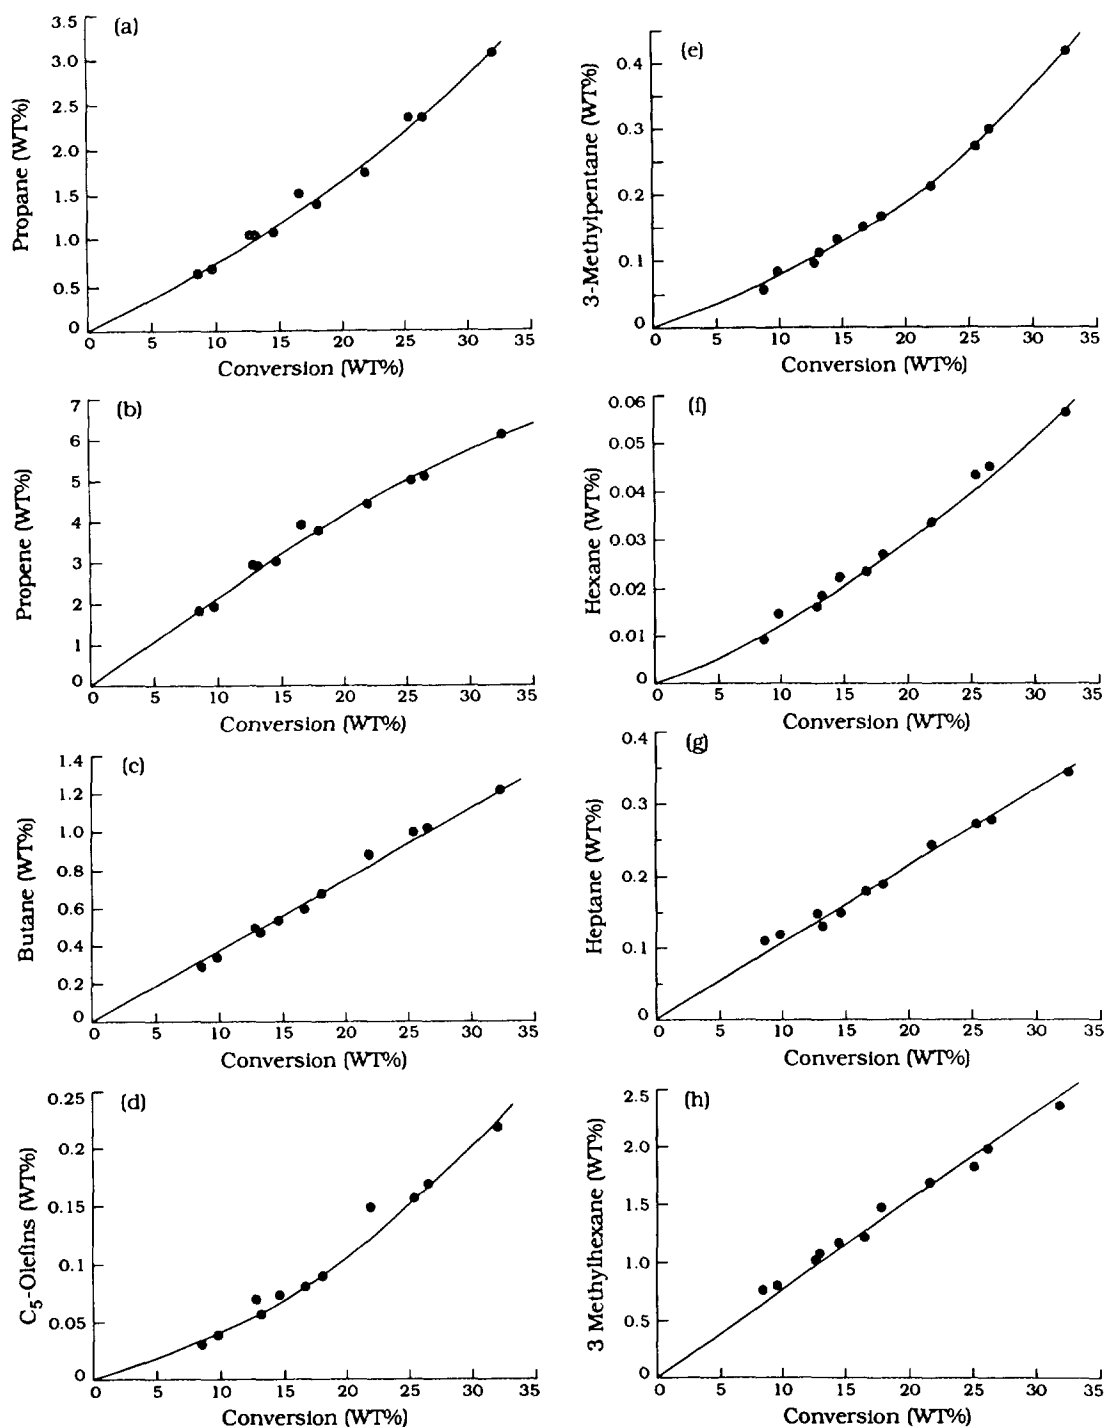 (a)
Propane (WT%)
3.5
3.0
2.5
2.0
1.5
1.0
0.5
0
0 5 10 15 20 25 30 35
Conversion (WT%)
(b)
Propene (WT%)
7
6
5
4
3
2
1
0
0 5 10 15 20 25 30 35
Conversion (WT%)
(c)
Butane (WT%)
1.4
1.2
1.0
0.8
0.6
0.4
0.2
0
0 5 10 15 20 25 30 35
Conversion (WT%)
(d)
C5-Olefins (WT%)
0.25
0.2
0.15
0.1
0.05
0
0 5 10 15 20 25 30 35
Conversion (WT%)
(e)
3-Methylpentane (WT%)
0.4
0.3
0.2
0.1
0
0 5 10 15 20 25 30 35
Conversion (WT%)
(f)
Hexane (WT%)
0.06
0.05
0.04
0.03
0.02
0.01
0
0 5 10 15 20 25 30 35
Conversion (WT%)
(g)
Heptane (WT%)
0.4
0.3
0.2
0.1
0
0 5 10 15 20 25 30 35
Conversion (WT%)
(h)
3 Methylhexane (WT%)
2.5
2.0
1.5
1.0
0.5
0
0 5 10 15 20 25 30 35
Conversion (WT%)